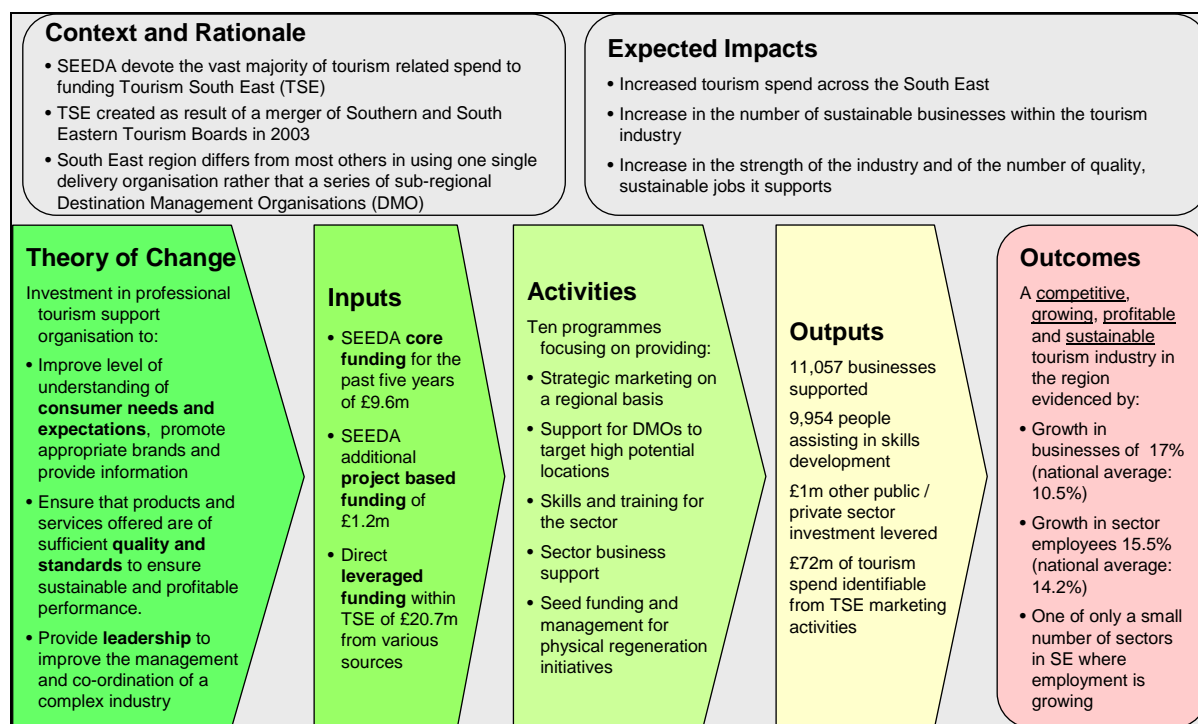 Context and Rationale
• SEEDA devote the vast majority of tourism related spend to
funding Tourism South East (TSE)
• TSE created as result of a merger of Southern and South
Eastern Tourism Boards in 2003
• South East region differs from most others in using one single
delivery organisation rather that a series of sub-regional
Destination Management Organisations (DMO)
Expected Impacts
• Increased tourism spend across the South East
• Increase in the number of sustainable businesses within the tourism
industry
• Increase in the strength of the industry and of the number of quality,
sustainable jobs it supports
Theory of Change
Investment in professional
tourism support
organisation to:
• Improve level of
understanding of
consumer needs and
expectations, promote
appropriate brands and
provide information
• Ensure that products and
services offered are of
sufficient quality and
standards to ensure
sustainable and profitable
performance.
• Provide leadership to
improve the management
and co-ordination of a
complex industry
Inputs
• SEEDA core
funding for the
past five years
of £9.6m
• SEEDA
additional
project based
funding of
£1.2m
• Direct
leveraged
funding within
TSE of £20.7m
from various
sources
Activities
Ten programmes
focusing on providing:
• Strategic marketing on
a regional basis
• Support for DMOs to
target high potential
locations
• Skills and training for
the sector
• Sector business
support
• Seed funding and
management for
physical regeneration
initiatives
Outputs
11,057 businesses
supported
9,954 people
assisting in skills
development
£1m other public /
private sector
investment levered
£72m of tourism
spend identifiable
from TSE marketing
activities
Outcomes
A competitive,
growing, profitable
and sustainable
tourism industry in
the region
evidenced by:
• Growth in
businesses of 17%
(national average:
10.5%)
• Growth in sector
employees 15.5%
(national average:
14.2%)
• One of only a small
number of sectors
in SE where
employment is
growing